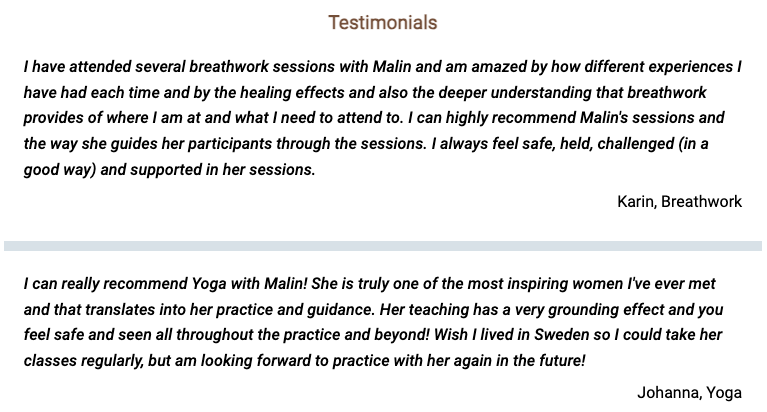 Testimonials
I have attended several breathwork sessions with Malin and am amazed by how different experiences I
have had each time and by the healing effects and also the deeper understanding that breathwork
provides of where I am at and what I need to attend to. I can highly recommend Malin's sessions and
the way she guides her participants through the sessions. I always feel safe, held, challenged (in a
good way) and supported in her sessions.
Karin, Breathwork
I can really recommend Yoga with Malin! She is truly one of the most inspiring women I've ever met
and that translates into her practice and guidance. Her teaching has a very grounding effect and you
feel safe and seen all throughout the practice and beyond! Wish I lived in Sweden so I could take her
classes regularly, but am looking forward to practice with her again in the future!
Johanna, Yoga